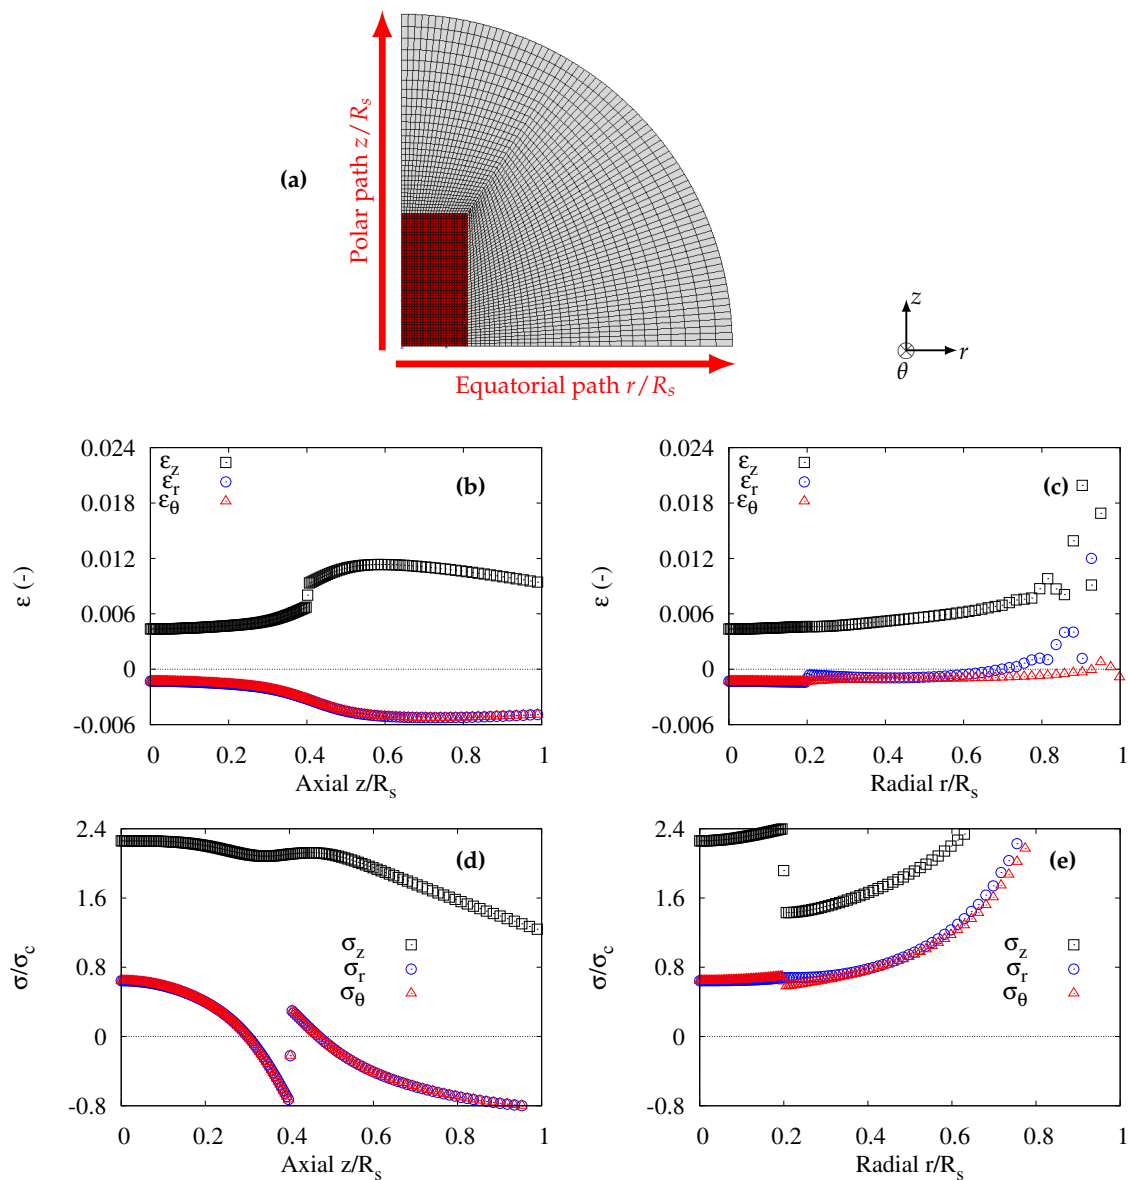 (a)
Polar path z/R_s
Equatorial path r/R_s
z
r
θ
(b)
ε_z
ε_r
ε_θ
0.024
0.018
0.012
0.006
0
-0.006
ε (-)
0 0.2 0.4 0.6 0.8 1
Axial z/R_s
(c)
ε_z
ε_r
ε_θ
0.024
0.018
0.012
0.006
0
-0.006
ε (-)
0 0.2 0.4 0.6 0.8 1
Radial r/R_s
(d)
σ_z
σ_r
σ_θ
2.4
1.6
0.8
0
-0.8
σ/σ_c
0 0.2 0.4 0.6 0.8 1
Axial z/R_s
(e)
σ_z
σ_r
σ_θ
2.4
1.6
0.8
0
-0.8
σ/σ_c
0 0.2 0.4 0.6 0.8 1
Radial r/R_s